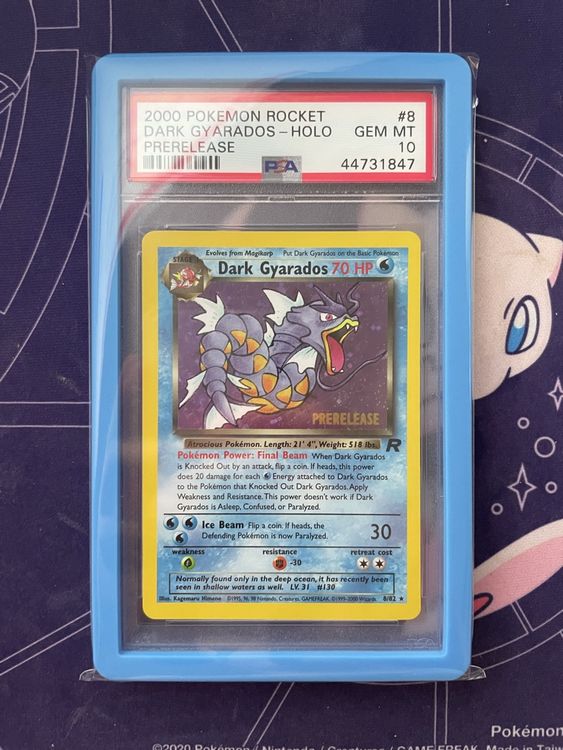 2000 POKEMON ROCKET #8
DARK GYARADOS - HOLO GEM MT
PRERELEASE 10
PSA 44731847
Evolves from Magikarp Put Dark Gyarados on the Basic Pokémon
STAGE 1
Dark Gyarados 70 HP
PRERELEASE
Atrocious Pokémon. Length: 21' 4", Weight: 518 lbs.
R
Pokémon Power: Final Beam When Dark Gyarados
is Knocked Out by an attack, flip a coin. If heads, this power
does 20 damage for each Energy attached to Dark Gyarados
to the Pokémon that Knocked Out Dark Gyarados. Apply
Weakness and Resistance. This power doesn't work if Dark
Gyarados is Asleep, Confused, or Paralyzed.
Ice Beam Flip a coin. If heads, the
Defending Pokémon is now Paralyzed.
30
weakness resistance retreat cost
-30
Normally found only in the deep ocean, it has recently been
seen in shallow waters as well. LV. 31 #130
Illus. Kagemaru Himeno ©1995, 96, 98 Nintendo, Creatures, GAMEFREAK. ©1999-2000 Wizards. 8/82 ★
Pokémon
©2020 Pokémon / Nintendo / Creatures / GAME FREAK. Made in Taiw